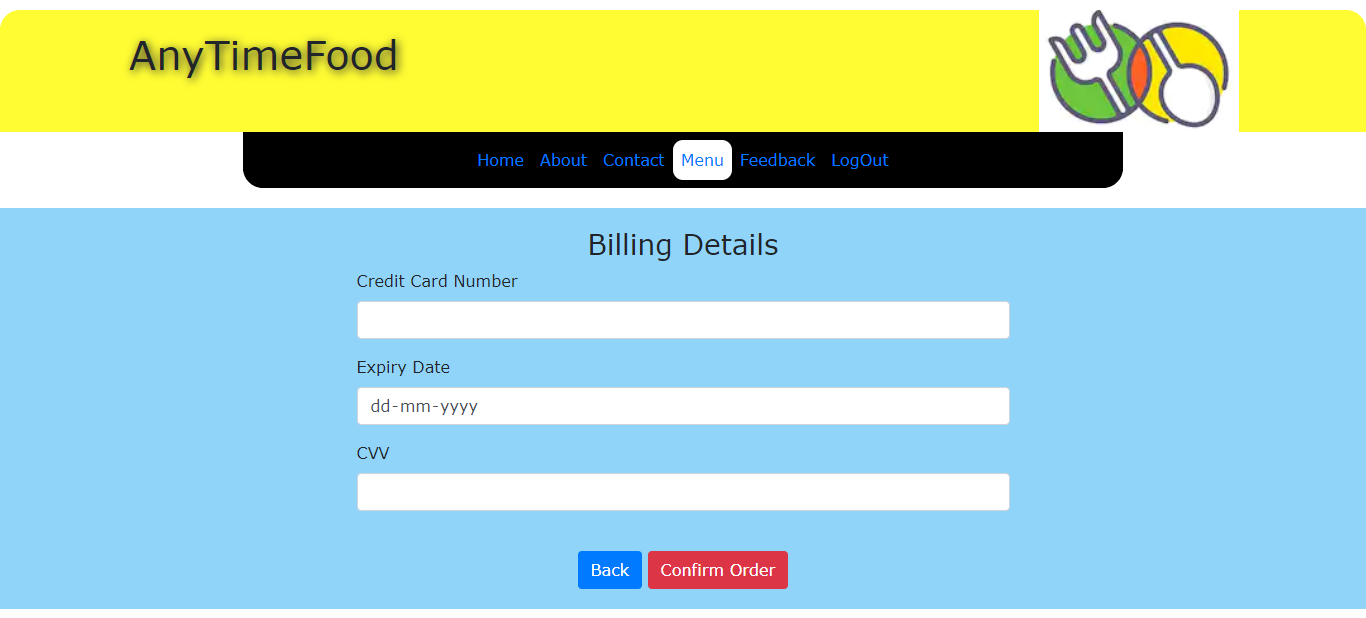 AnyTimeFood
Home About Contact Menu Feedback LogOut
Billing Details
Credit Card Number
Expiry Date
dd-mm-yyyy
CVV
Back Confirm Order